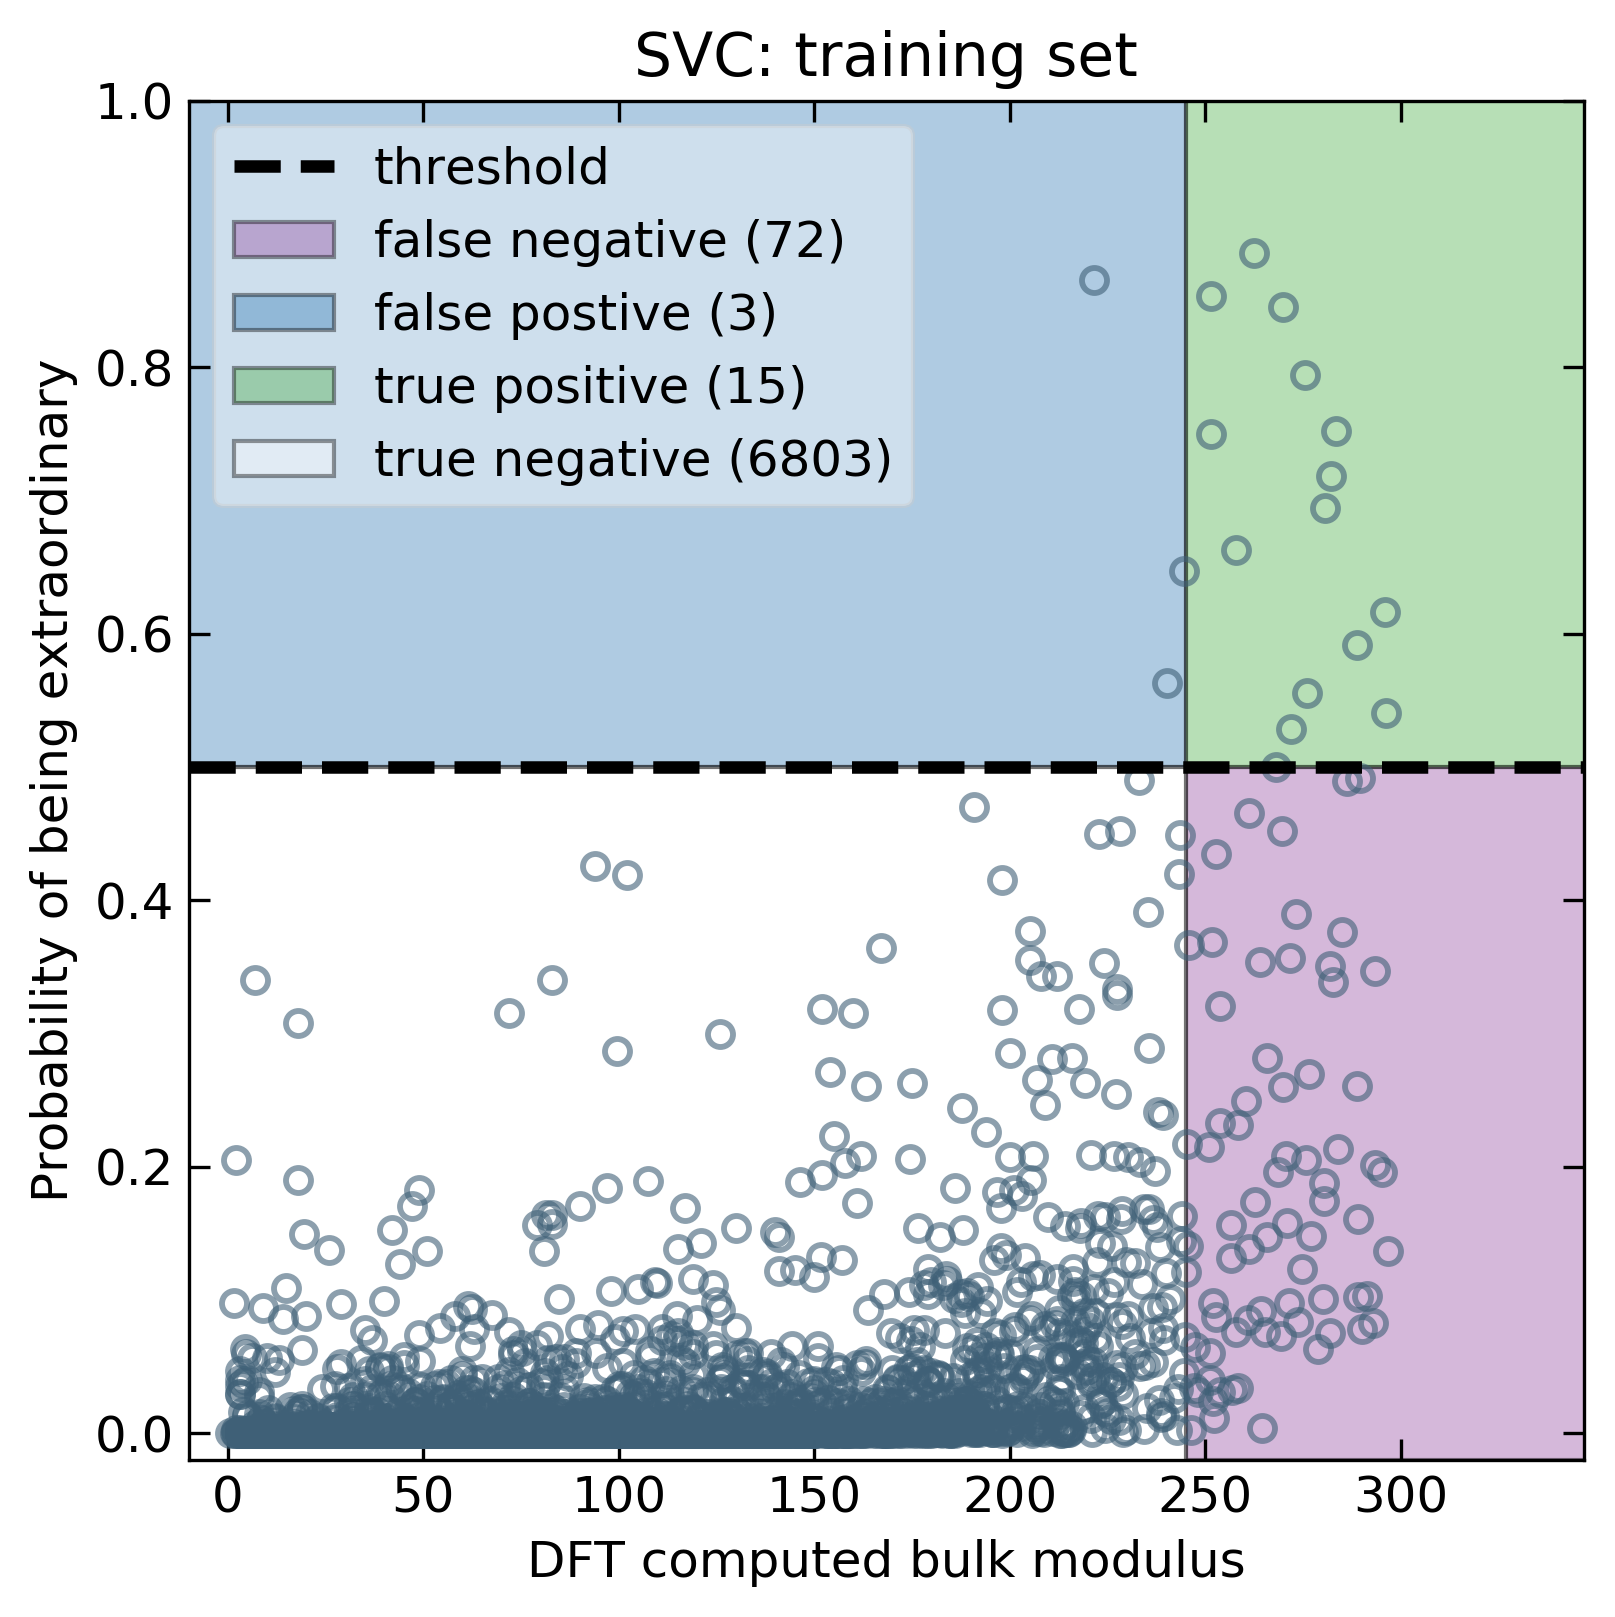 SVC: training set
1.0
threshold
false negative (72)
false postive (3)
true positive (15)
true negative (6803)
0.8
0.6
0.4
0.2
0.0
Probability of being extraordinary
0 50 100 150 200 250 300
DFT computed bulk modulus